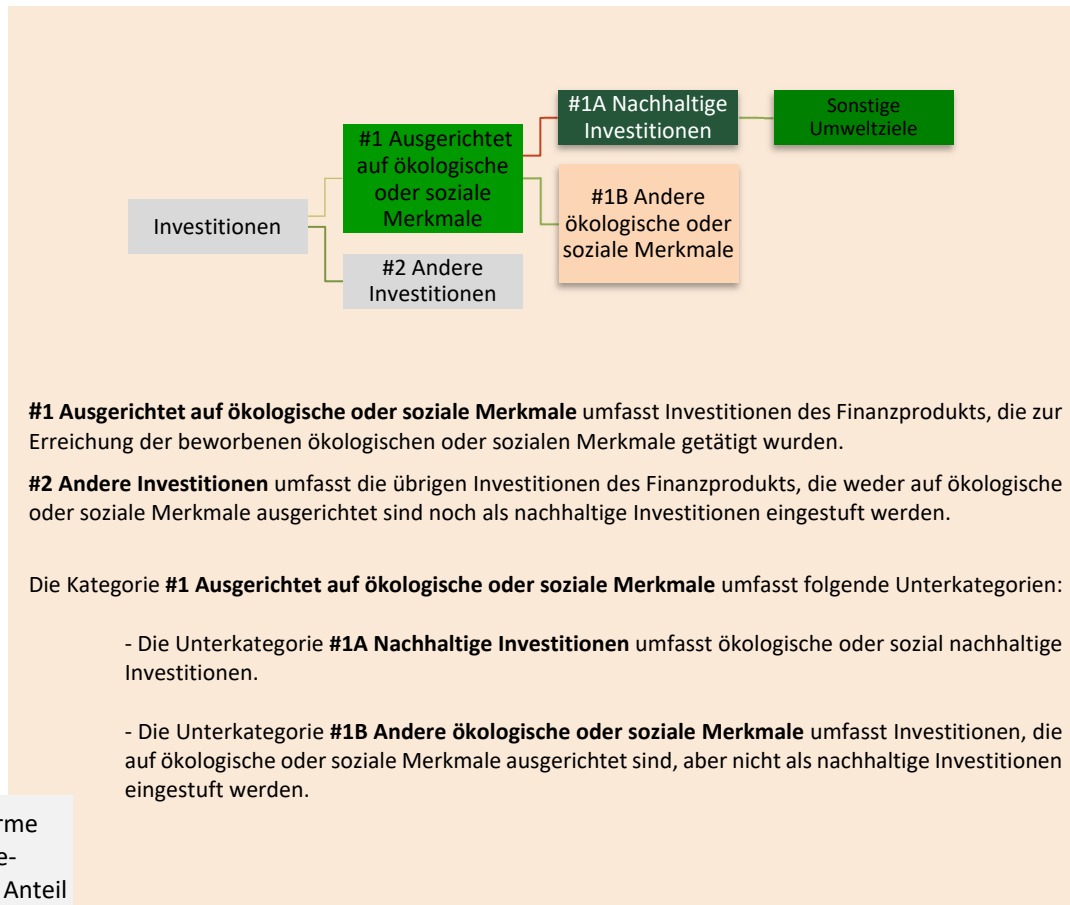 #1A Nachhaltige
Investitionen
Sonstige
Umweltziele
#1 Ausgerichtet
auf ökologische
oder soziale
Merkmale
#1B Andere
ökologische oder
soziale Merkmale
Investitionen
#2 Andere
Investitionen
#1 Ausgerichtet auf ökologische oder soziale Merkmale umfasst Investitionen des Finanzprodukts, die zur
Erreichung der beworbenen ökologischen oder sozialen Merkmale getätigt wurden.
#2 Andere Investitionen umfasst die übrigen Investitionen des Finanzprodukts, die weder auf ökologische
oder soziale Merkmale ausgerichtet sind noch als nachhaltige Investitionen eingestuft werden.
Die Kategorie #1 Ausgerichtet auf ökologische oder soziale Merkmale umfasst folgende Unterkategorien:
- Die Unterkategorie #1A Nachhaltige Investitionen umfasst ökologische oder sozial nachhaltige
Investitionen.
- Die Unterkategorie #1B Andere ökologische oder soziale Merkmale umfasst Investitionen, die
auf ökologische oder soziale Merkmale ausgerichtet sind, aber nicht als nachhaltige Investitionen
eingestuft werden.
rme
e-
Anteil